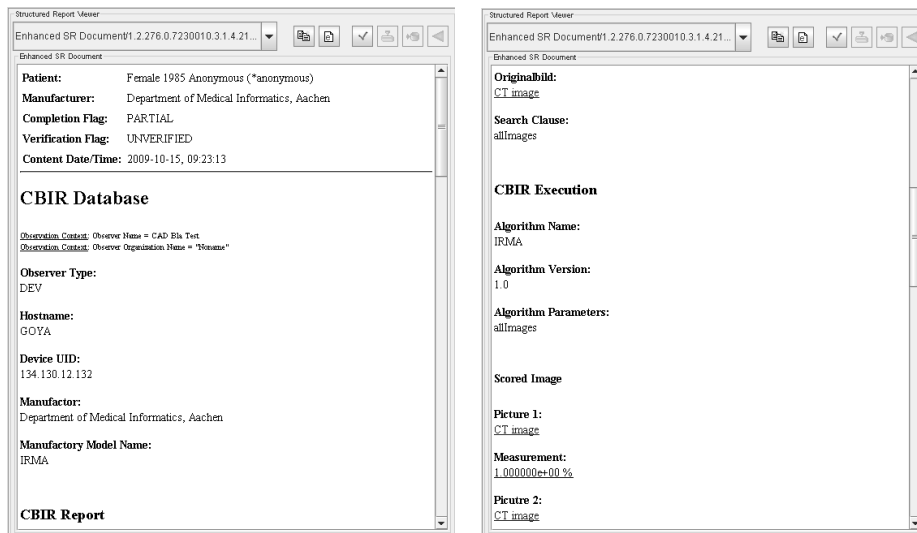 Structured Report Viewer
Enhanced SR Document/1.2.276.0.7230010.3.1.4.21...
Enhanced SR Document
Patient: Female 1985 Anonymous (*anonymous)
Manufacturer: Department of Medical Informatics, Aachen
Completion Flag: PARTIAL
Verification Flag: UNVERIFIED
Content Date/Time: 2009-10-15, 09:23:13
CBIR Database
Observation Context: Observer Name = CAD Bla Test
Observation Context: Observer Organization Name = "Noname"
Observer Type:
DEV
Hostname:
GOYA
Device UID:
134.130.12.132
Manufactor:
Department of Medical Informatics, Aachen
Manufactory Model Name:
IRMA
CBIR Report
Structured Report Viewer
Enhanced SR Document/1.2.276.0.7230010.3.1.4.21...
Enhanced SR Document
Originalbild:
CT image
Search Clause:
allImages
CBIR Execution
Algorithm Name:
IRMA
Algorithm Version:
1.0
Algorithm Parameters:
allImages
Scored Image
Picture 1:
CT image
Measurement:
1.000000e+00 %
Picutre 2:
CT image